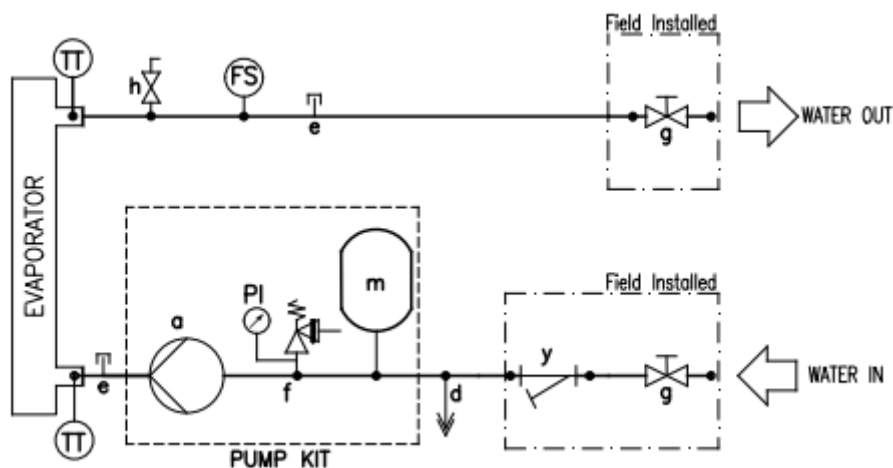 Field Installed
TT
h
FS
e
g
WATER OUT
EVAPORATOR
Field Installed
PI
m
a
y
e
f
d
g
WATER IN
TT
PUMP KIT